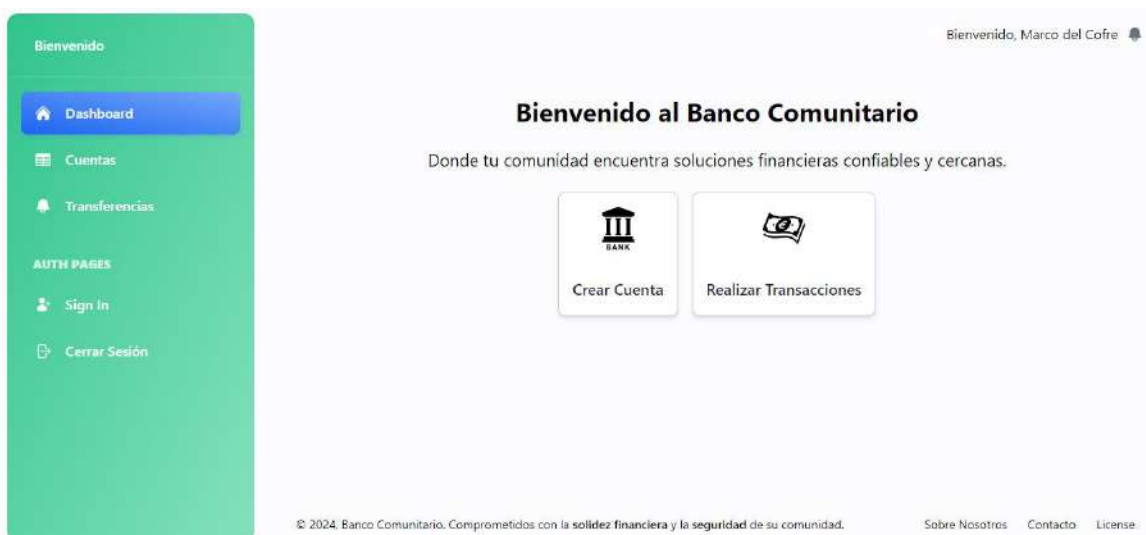 Bienvenido
Dashboard
Cuentas
Transferencias
AUTH PAGES
Sign In
Cerrar Sesión
Bienvenido, Marco del Cofre
Bienvenido al Banco Comunitario
Donde tu comunidad encuentra soluciones financieras confiables y cercanas.
BANK
Crear Cuenta
Realizar Transacciones
© 2024, Banco Comunitario. Comprometidos con la solidez financiera y la seguridad de su comunidad.
Sobre Nosotros Contacto License